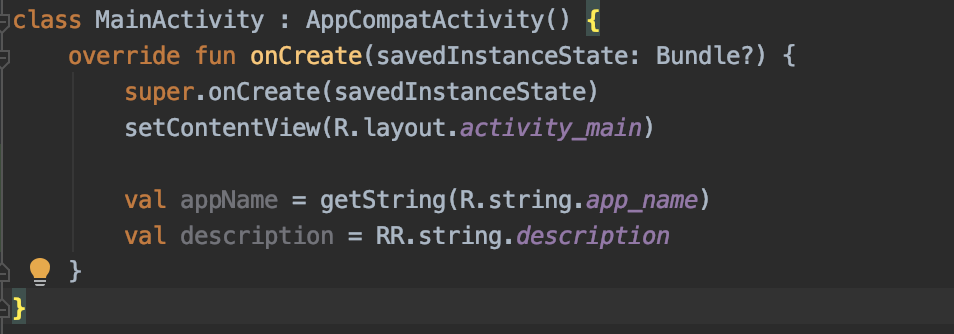 class MainActivity : AppCompatActivity() {
    override fun onCreate(savedInstanceState: Bundle?) {
        super.onCreate(savedInstanceState)
        setContentView(R.layout.activity_main)

        val appName = getString(R.string.app_name)
        val description = RR.string.description
    }
}